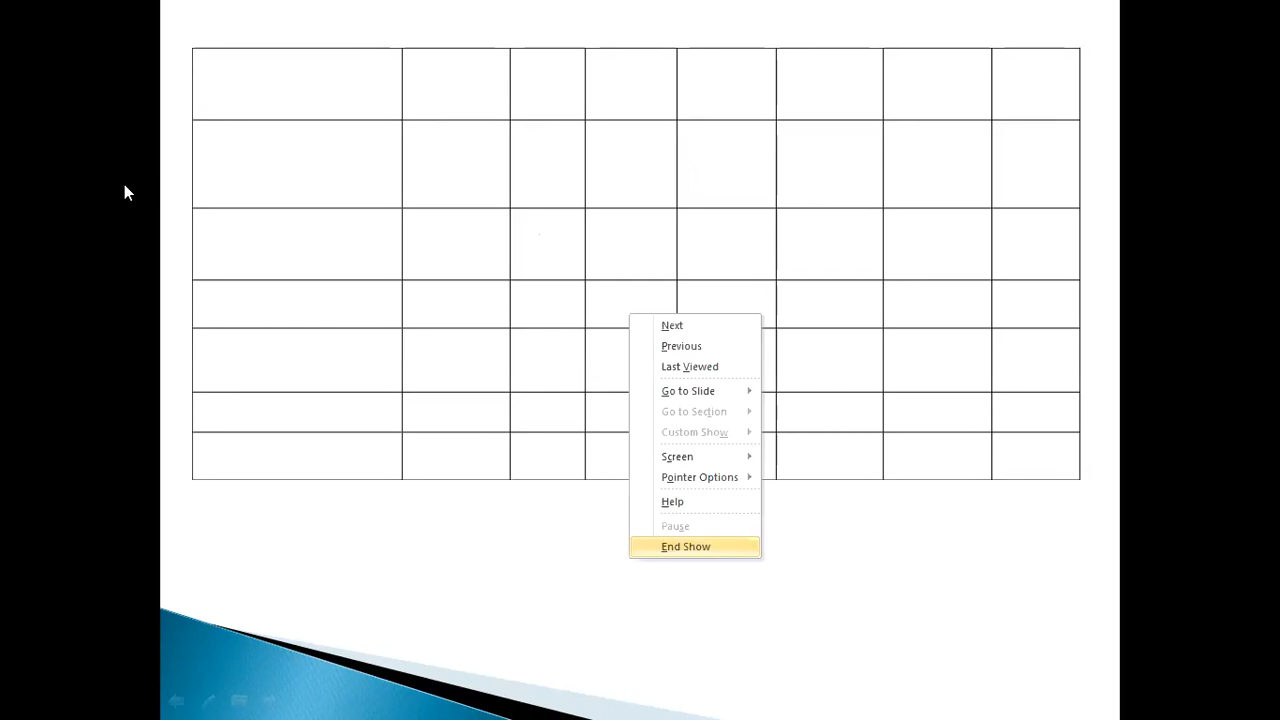 Next
Previous
Last Viewed
Go to Slide
Go to Section
Custom Show
Screen
Pointer Options
Help
Pause
End Show